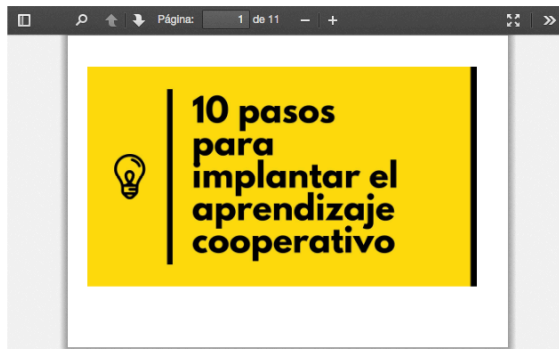 Página: 1 de 11
10 pasos
para
implantar el
aprendizaje
cooperativo